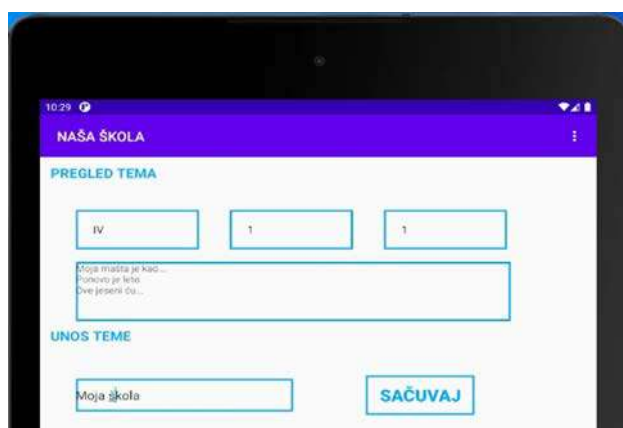 10:29
NAŠA ŠKOLA
PREGLED TEMA
IV 1 1
Moja mašta je kao...
Ponovo je leto
Ove jeseni ću...
UNOS TEME
Moja škola SAČUVAJ